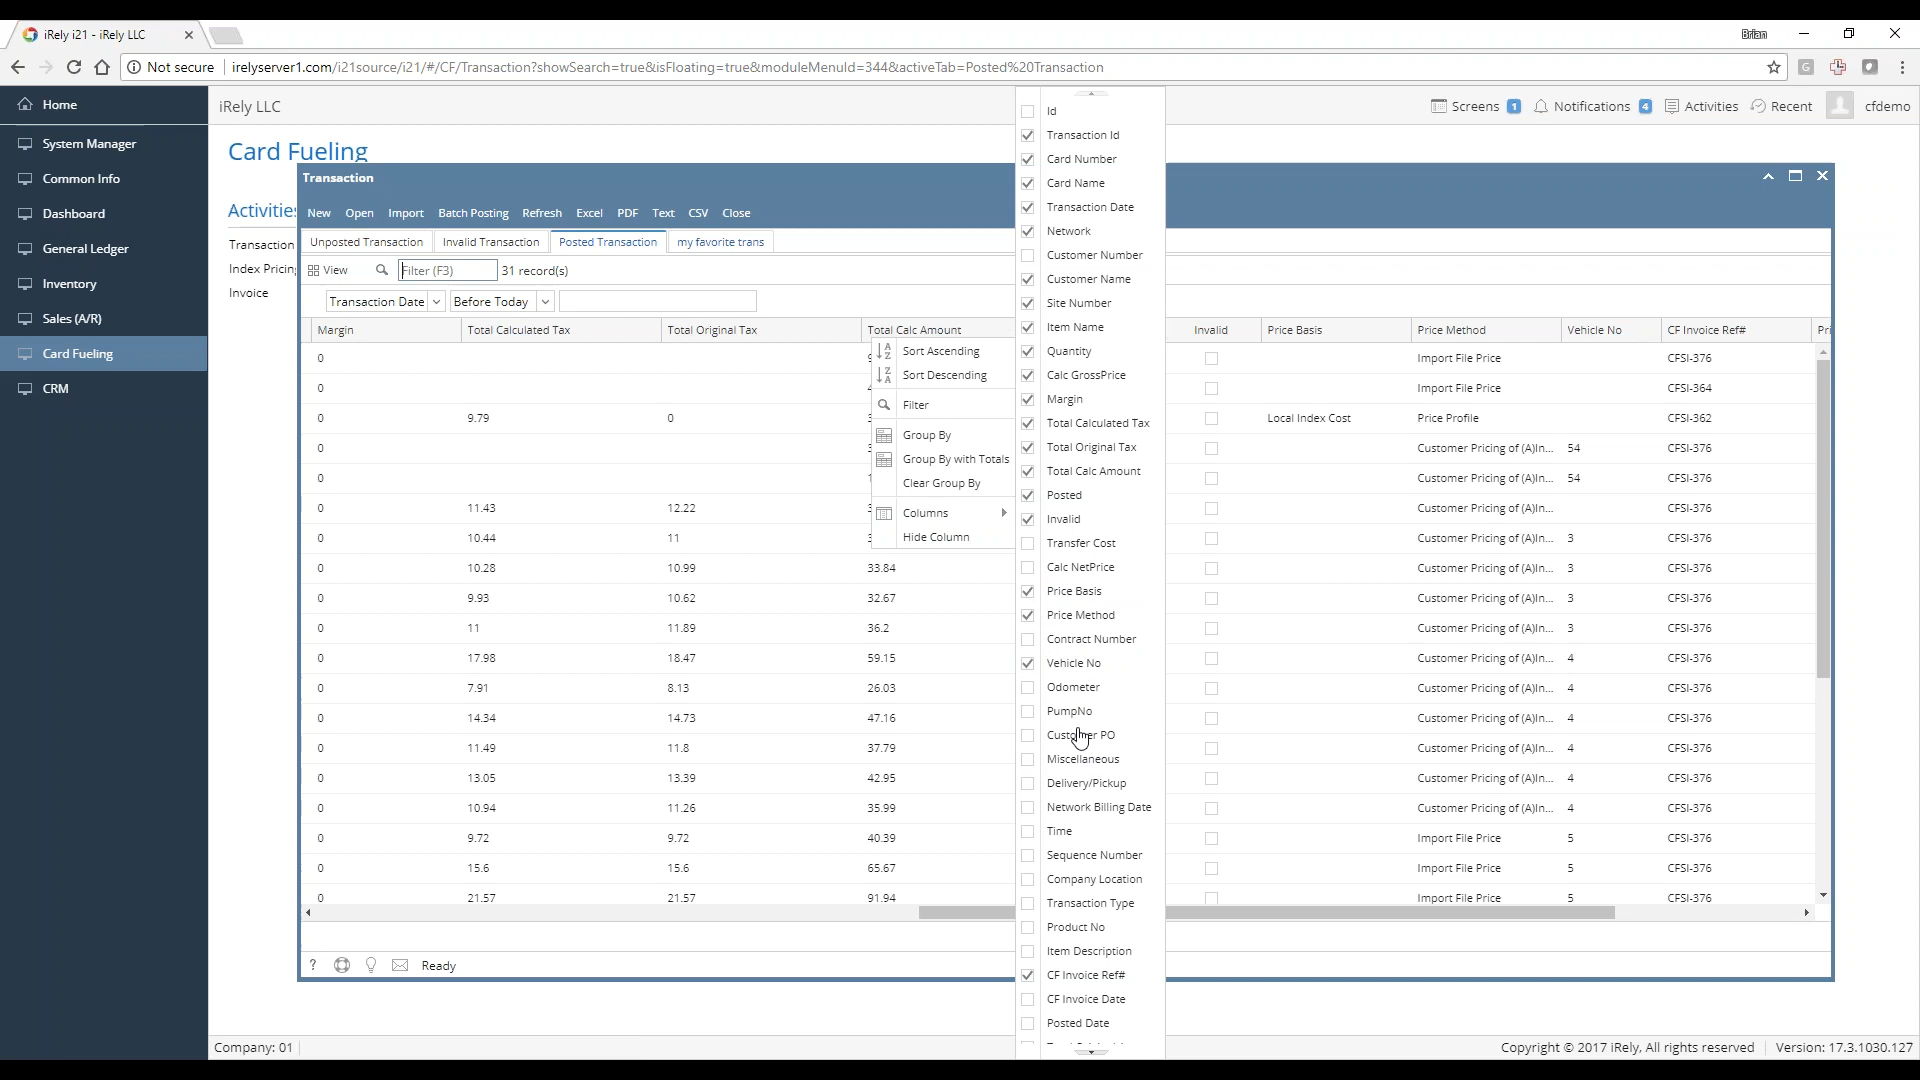 iRely i21 - iRely LLC
Brian
Not secure irelyserver1.com/i21source/i21/#/CF/Transaction?showSearch=true&isFloating=true&moduleMenuId=344&activeTab=Posted%20Transaction
Home
iRely LLC
Screens 1 Notifications 4 Activities Recent cfdemo
System Manager
Common Info
Dashboard
General Ledger
Inventory
Sales (A/R)
Card Fueling
CRM
Card Fueling
Activities
Transaction
Index Pricing
Invoice
Transaction
New Open Import Batch Posting Refresh Excel PDF Text CSV Close
Unposted Transaction Invalid Transaction Posted Transaction my favorite trans
View Filter (F3) 31 record(s)
Transaction Date Before Today
Margin Total Calculated Tax Total Original Tax Total Calc Amount Invalid Price Basis Price Method Vehicle No CF Invoice Ref# Pri
0 Import File Price CFSI-376
0 Import File Price CFSI-364
0 9.79 0 Local Index Cost Price Profile CFSI-362
0 Customer Pricing of (A)In... 54 CFSI-376
0 Customer Pricing of (A)In... 54 CFSI-376
0 11.43 12.22 Customer Pricing of (A)In... CFSI-376
0 10.44 11 Customer Pricing of (A)In... 3 CFSI-376
0 10.28 10.99 33.84 Customer Pricing of (A)In... 3 CFSI-376
0 9.93 10.62 32.67 Customer Pricing of (A)In... 3 CFSI-376
0 11 11.89 36.2 Customer Pricing of (A)In... 3 CFSI-376
0 17.98 18.47 59.15 Customer Pricing of (A)In... 4 CFSI-376
0 7.91 8.13 26.03 Customer Pricing of (A)In... 4 CFSI-376
0 14.34 14.73 47.16 Customer Pricing of (A)In... 4 CFSI-376
0 11.49 11.8 37.79 Customer Pricing of (A)In... 4 CFSI-376
0 13.05 13.39 42.95 Customer Pricing of (A)In... 4 CFSI-376
0 10.94 11.26 35.99 Customer Pricing of (A)In... 4 CFSI-376
0 9.72 9.72 40.39 Import File Price 5 CFSI-376
0 15.6 15.6 65.67 Import File Price 5 CFSI-376
0 21.57 21.57 91.94 Import File Price 5 CFSI-376
Sort Ascending
Sort Descending
Filter
Group By
Group By with Totals
Clear Group By
Columns
Hide Column
Id
Transaction Id
Card Number
Card Name
Transaction Date
Network
Customer Number
Customer Name
Site Number
Item Name
Quantity
Calc GrossPrice
Margin
Total Calculated Tax
Total Original Tax
Total Calc Amount
Posted
Invalid
Transfer Cost
Calc NetPrice
Price Basis
Price Method
Contract Number
Vehicle No
Odometer
PumpNo
Customer PO
Miscellaneous
Delivery/Pickup
Network Billing Date
Time
Sequence Number
Company Location
Transaction Type
Product No
Item Description
CF Invoice Ref#
CF Invoice Date
Posted Date
? Ready
Company: 01
Copyright © 2017 iRely, All rights reserved Version: 17.3.1030.127